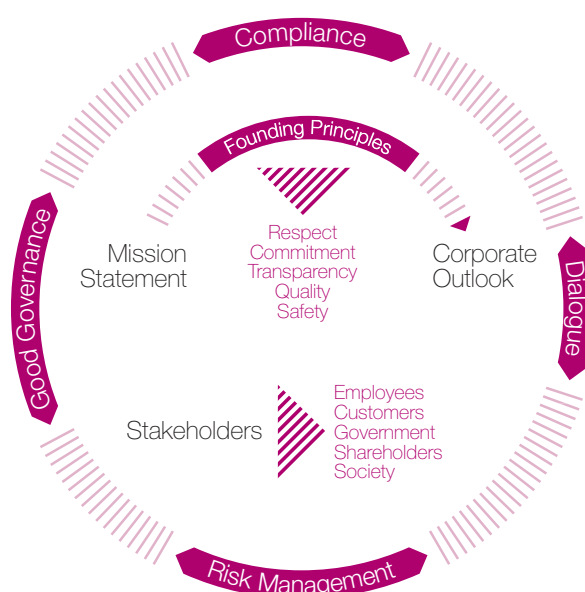 Compliance
Founding Principles
Respect
Commitment
Transparency
Quality
Safety
Mission
Statement
Corporate
Outlook
Good Governance
Dialogue
Stakeholders
Employees
Customers
Government
Shareholders
Society
Risk Management